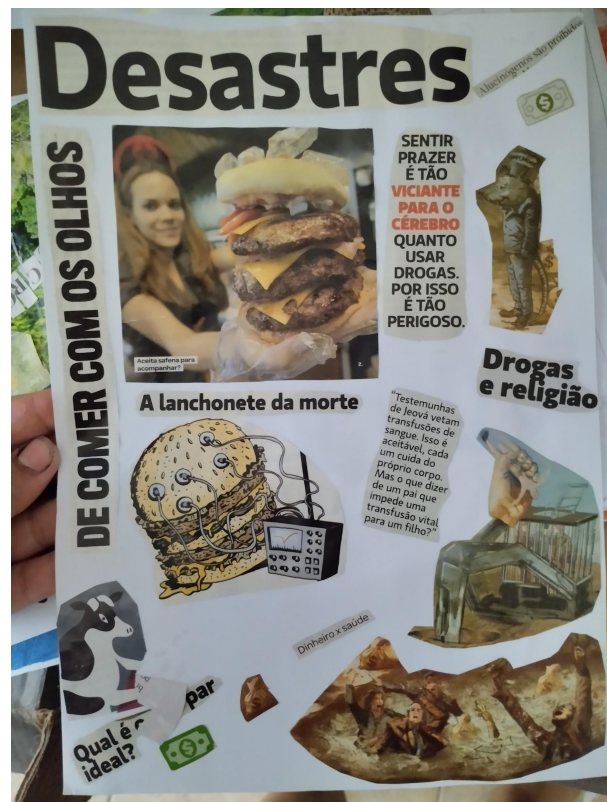 Desastres
Alucinógenos são proibidos
DE COMER COM OS OLHOS
SENTIR
PRAZER
É TÃO
VICIANTE
PARA O
CÉREBRO
QUANTO
USAR
DROGAS.
POR ISSO
É TÃO
PERIGOSO.
Aceita safena para
acompanhar?
2.
Drogas
e religião
A lanchonete da morte
"Testemunhas
de Jeová vetam
transfusões de
sangue. Isso é
aceitável, cada
um cuida do
próprio corpo.
Mas o que dizer
de um pai que
impede uma
transfusão vital
para um filho?"
Dinheiro x saúde
Qual é o par
ideal?